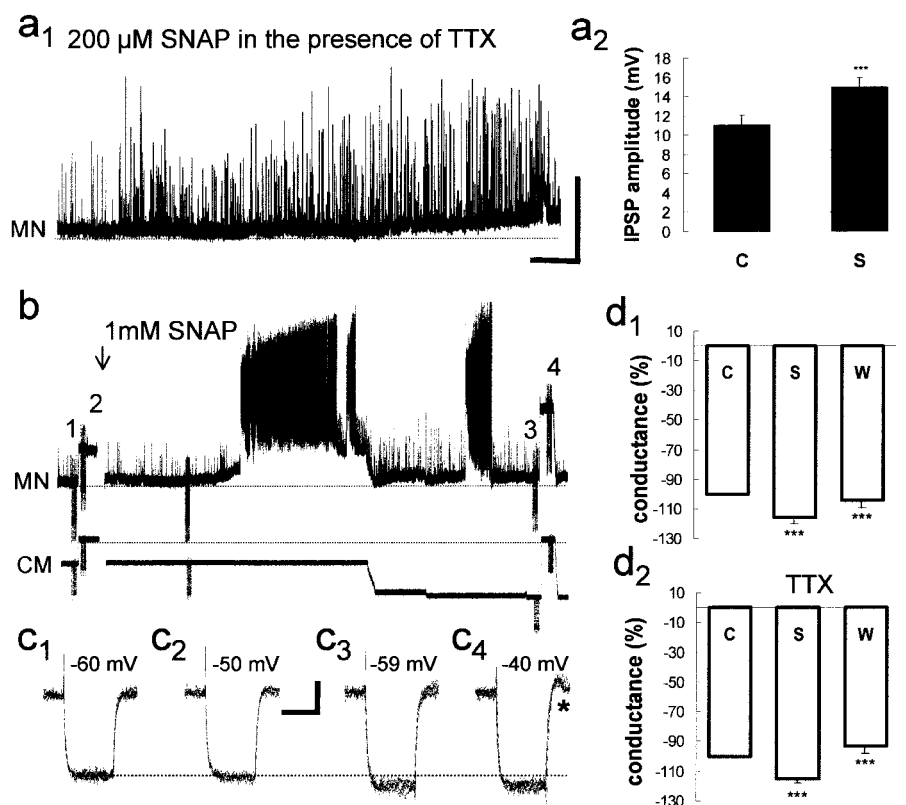 a1 200 µM SNAP in the presence of TTX
MN
a2
IPSP amplitude (mV)
18
16
14
12
10
8
6
4
2
0
***
C S
b
1mM SNAP
1 2
3 4
MN
CM
c1 -60 mV
c2 -50 mV
c3 -59 mV
c4 -40 mV
*
d1
conductance (%)
10
-10
-30
-50
-70
-90
-110
-130
C S W
*** ***
d2 TTX
conductance (%)
10
-10
-30
-50
-70
-90
-110
-130
C S W
*** ***